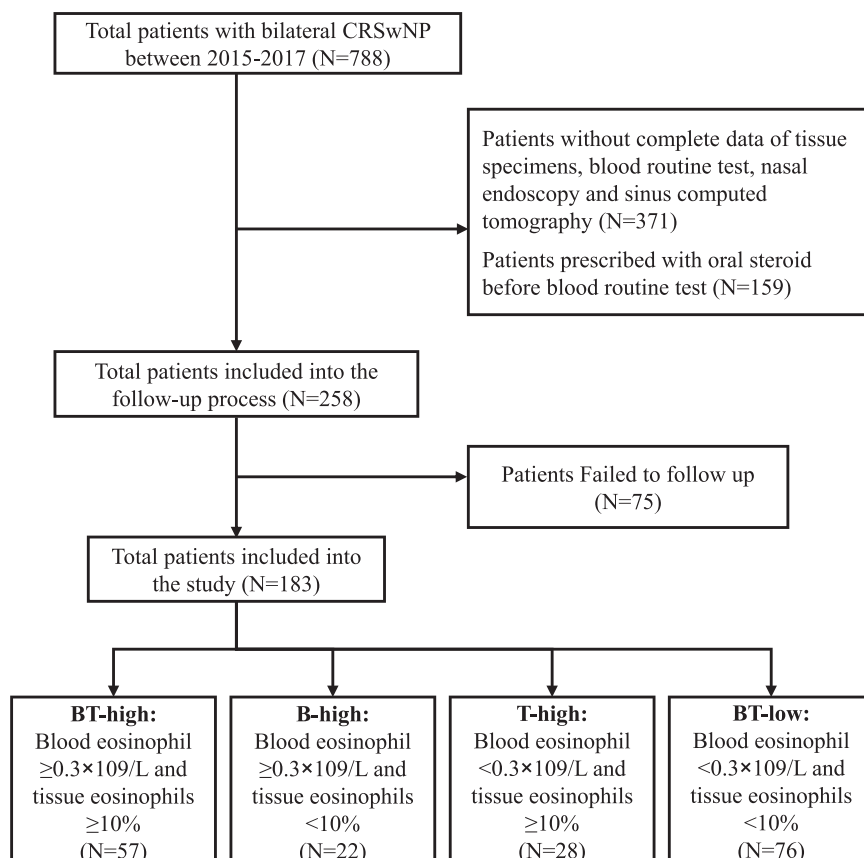 Total patients with bilateral CRSwNP
between 2015-2017 (N=788)
Patients without complete data of tissue
specimens, blood routine test, nasal
endoscopy and sinus computed
tomography (N=371)
Patients prescribed with oral steroid
before blood routine test (N=159)
Total patients included into the
follow-up process (N=258)
Patients Failed to follow up
(N=75)
Total patients included into
the study (N=183)
BT-high:
Blood eosinophil
≥0.3×109/L and
tissue eosinophils
≥10%
(N=57)
B-high:
Blood eosinophil
≥0.3×109/L and
tissue eosinophils
<10%
(N=22)
T-high:
Blood eosinophil
<0.3×109/L and
tissue eosinophils
≥10%
(N=28)
BT-low:
Blood eosinophil
<0.3×109/L and
tissue eosinophils
<10%
(N=76)